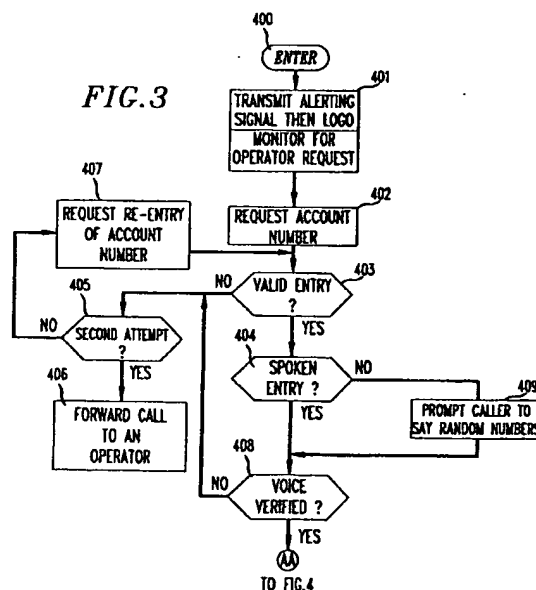 400
ENTER
FIG.3
401
TRANSMIT ALERTING
SIGNAL THEN LOGO
MONITOR FOR
OPERATOR REQUEST
407
REQUEST RE-ENTRY
OF ACCOUNT
NUMBER
402
REQUEST ACCOUNT
NUMBER
403
VALID ENTRY
?
NO
YES
405
SECOND ATTEMPT
?
NO
YES
404
SPOKEN
ENTRY ?
NO
YES
406
FORWARD CALL
TO AN
OPERATOR
409
PROMPT CALLER TO
SAY RANDOM NUMBERS
408
VOICE
VERIFIED ?
NO
YES
AA
TO FIG.4